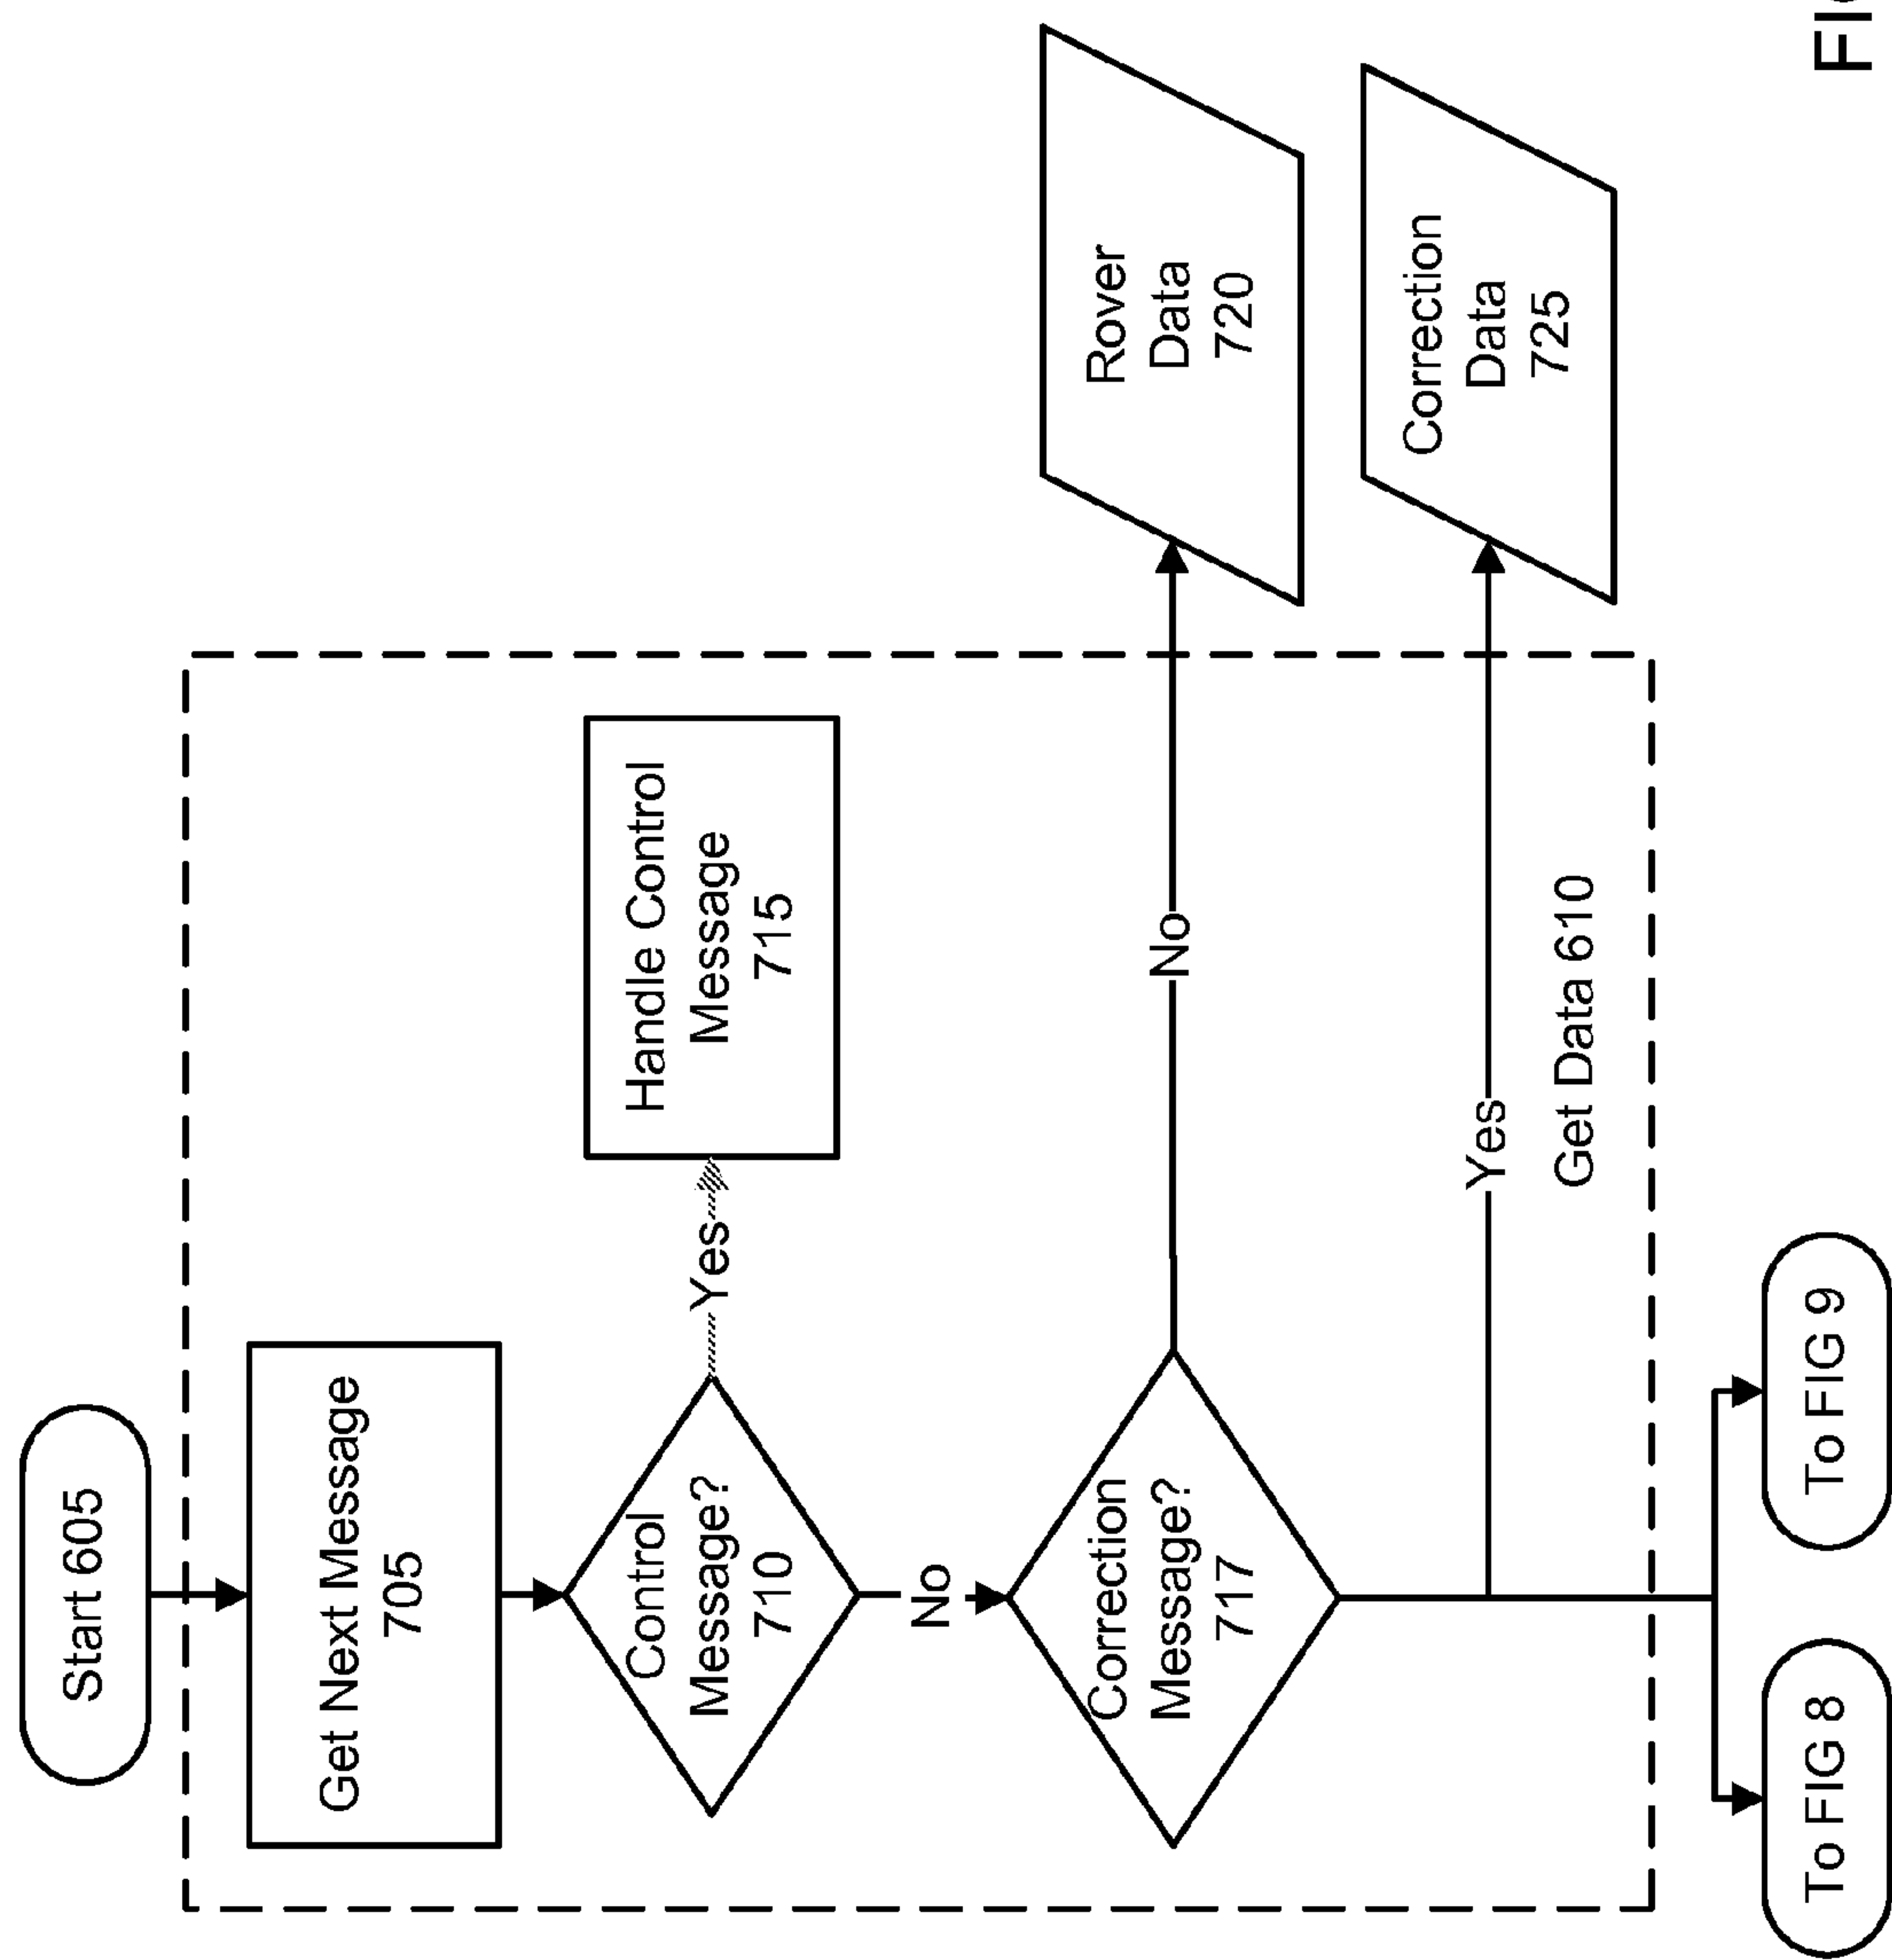 Start 605
Get Next Message
705
Control
Message?
710
Yes
Handle Control
Message
715
No
Correction
Message?
717
No
Rover
Data
720
Yes
Correction
Data
725
Get Data 610
To FIG 8
To FIG 9